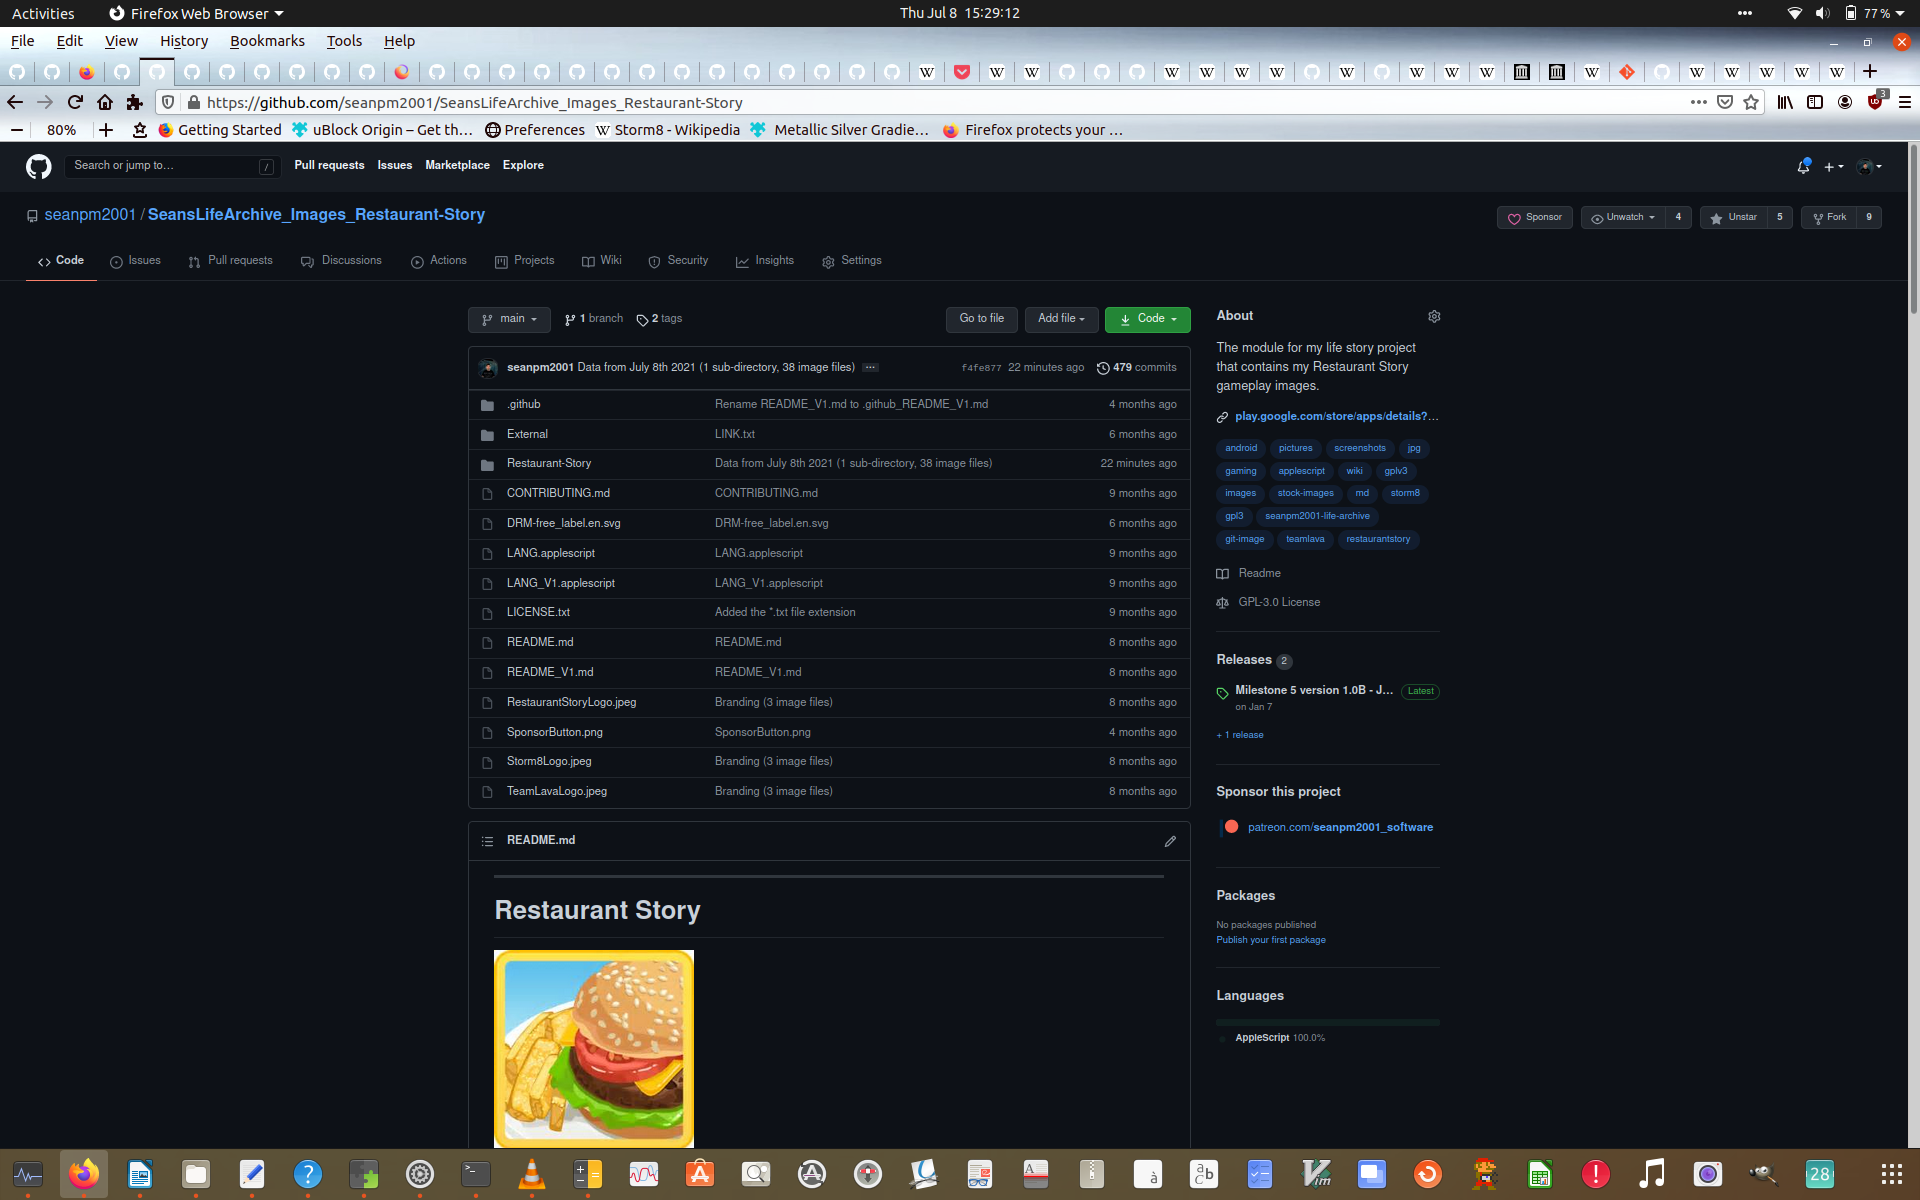 Activities Firefox Web Browser Thu Jul 8 15:29:12 77 %
File Edit View History Bookmarks Tools Help
https://github.com/seanpm2001/SeansLifeArchive_Images_Restaurant-Story 3
80% Getting Started uBlock Origin – Get th… Preferences Storm8 - Wikipedia Metallic Silver Gradie… Firefox protects your …
Search or jump to… / Pull requests Issues Marketplace Explore
seanpm2001 / SeansLifeArchive_Images_Restaurant-Story
Sponsor Unwatch 4 Unstar 5 Fork 9
Code Issues Pull requests Discussions Actions Projects Wiki Security Insights Settings
main 1 branch 2 tags Go to file Add file Code
seanpm2001 Data from July 8th 2021 (1 sub-directory, 38 image files) f4fe877 22 minutes ago 479 commits
.github Rename README_V1.md to .github_README_V1.md 4 months ago
External LINK.txt 6 months ago
Restaurant-Story Data from July 8th 2021 (1 sub-directory, 38 image files) 22 minutes ago
CONTRIBUTING.md CONTRIBUTING.md 9 months ago
DRM-free_label.en.svg DRM-free_label.en.svg 6 months ago
LANG.applescript LANG.applescript 9 months ago
LANG_V1.applescript LANG_V1.applescript 9 months ago
LICENSE.txt Added the *.txt file extension 9 months ago
README.md README.md 8 months ago
README_V1.md README_V1.md 8 months ago
RestaurantStoryLogo.jpeg Branding (3 image files) 8 months ago
SponsorButton.png SponsorButton.png 4 months ago
Storm8Logo.jpeg Branding (3 image files) 8 months ago
TeamLavaLogo.jpeg Branding (3 image files) 8 months ago
README.md
Restaurant Story
About
The module for my life story project
that contains my Restaurant Story
gameplay images.
play.google.com/store/apps/details?…
android pictures screenshots jpg
gaming applescript wiki gplv3
images stock-images md storm8
gpl3 seanpm2001-life-archive
git-image teamlava restaurantstory
Readme
GPL-3.0 License
Releases 2
Milestone 5 version 1.0B - J… Latest
on Jan 7
+ 1 release
Sponsor this project
patreon.com/seanpm2001_software
Packages
No packages published
Publish your first package
Languages
AppleScript 100.0%
28